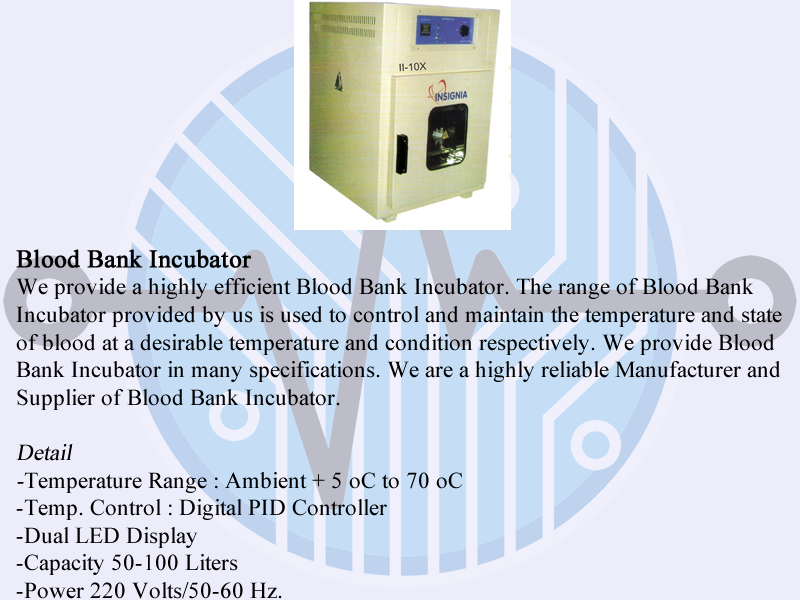 II-10X
INSIGNIA
Blood Bank Incubator
We provide a highly efficient Blood Bank Incubator. The range of Blood Bank
Incubator provided by us is used to control and maintain the temperature and state
of blood at a desirable temperature and condition respectively. We provide Blood
Bank Incubator in many specifications. We are a highly reliable Manufacturer and
Supplier of Blood Bank Incubator.
Detail
-Temperature Range : Ambient + 5 oC to 70 oC
-Temp. Control : Digital PID Controller
-Dual LED Display
-Capacity 50-100 Liters
-Power 220 Volts/50-60 Hz.